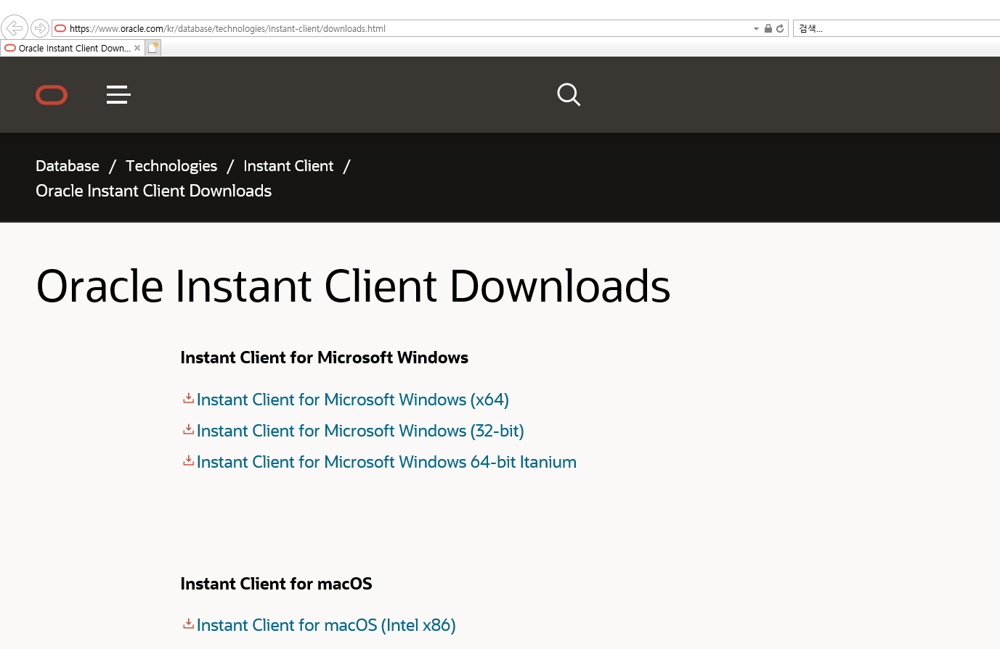 https://www.oracle.com/kr/database/technologies/instant-client/downloads.html
검색...
Oracle Instant Client Down...
Database / Technologies / Instant Client /
Oracle Instant Client Downloads
Oracle Instant Client Downloads
Instant Client for Microsoft Windows
Instant Client for Microsoft Windows (x64)
Instant Client for Microsoft Windows (32-bit)
Instant Client for Microsoft Windows 64-bit Itanium
Instant Client for macOS
Instant Client for macOS (Intel x86)